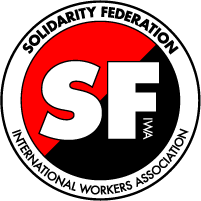 SOLIDARITY FEDERATION
SF
IWA
INTERNATIONAL WORKERS ASSOCIATION